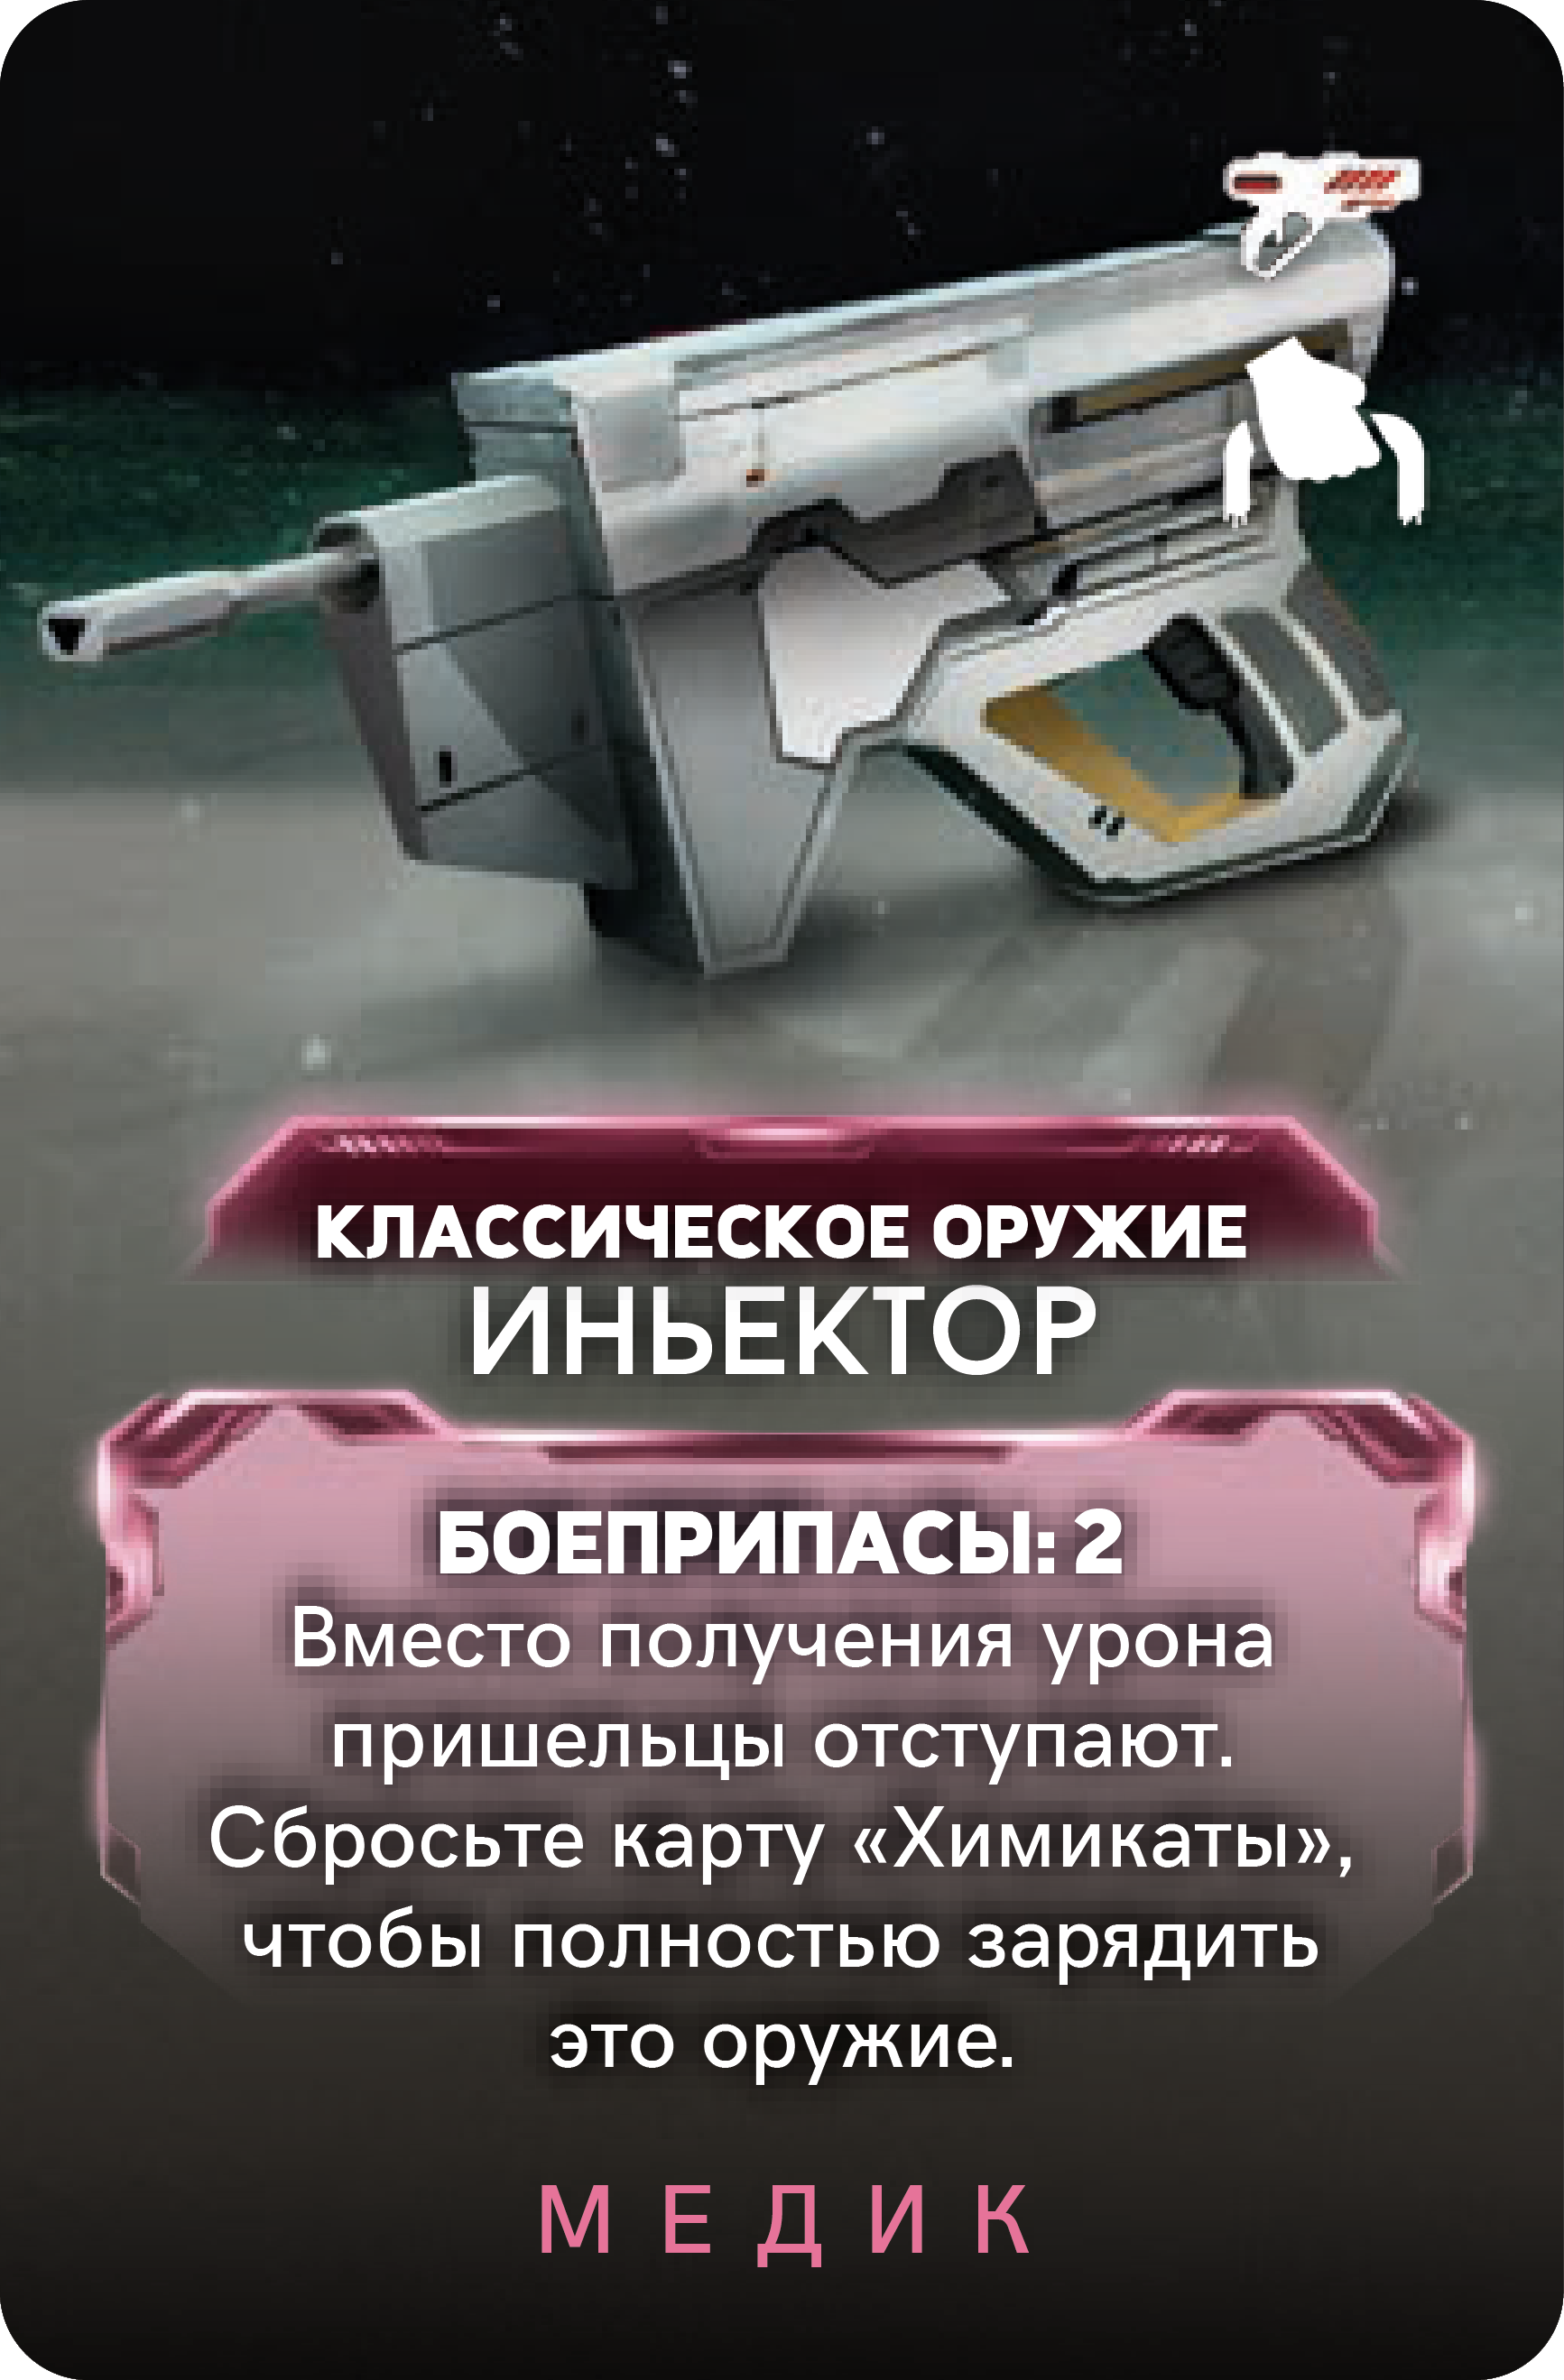 КЛАССИЧЕСКОЕ ОРУЖИЕ
ИНЬЕКТОР
БОЕПРИПАСЫ: 2
Вместо получения урона
пришельцы отступают.
Сбросьте карту «Химикаты»,
чтобы полностью зарядить
это оружие.
МЕДИК